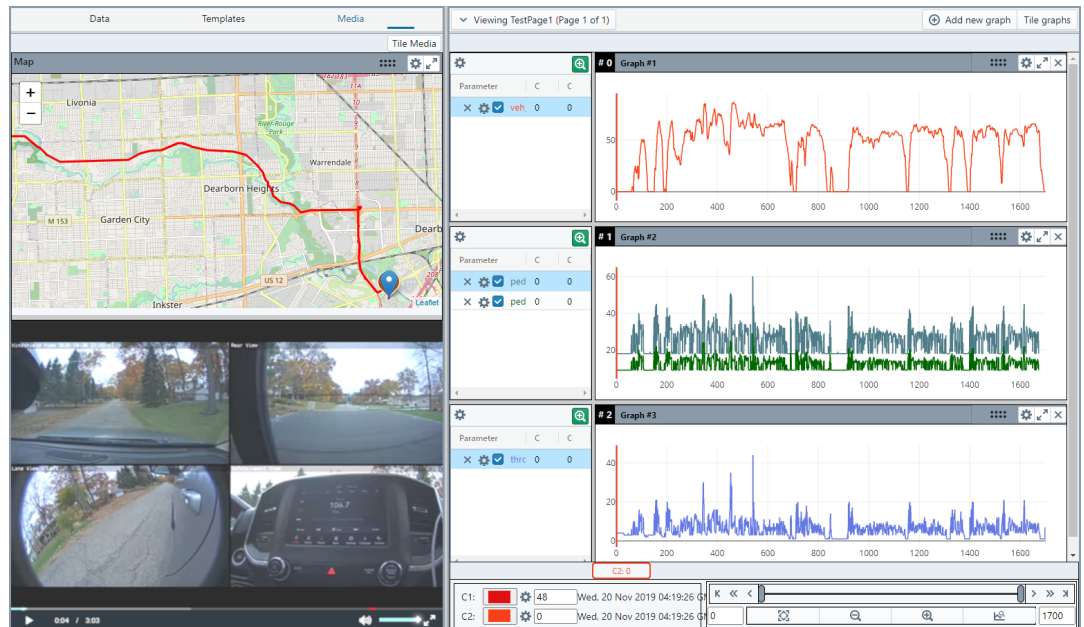 Data Templates Media
Tile Media
Map
+
−
Livonia
River Rouge
Park
Warrendale
Dearborn Heights
M 153
Garden City
Dearb
US 12
Inkster
208
Leaflet
Rear View
106.7
0:04 / 3:03
Viewing TestPage1 (Page 1 of 1)
Add new graph Tile graphs
Parameter C C
veh_ 0 0
# 0 Graph #1
50
0
0 200 400 600 800 1000 1200 1400 1600
Parameter C C
ped 0 0
ped 0 0
# 1 Graph #2
60
40
20
0 200 400 600 800 1000 1200 1400 1600
Parameter C C
thrc 0 0
# 2 Graph #3
40
20
0
0 200 400 600 800 1000 1200 1400 1600
C2: 0
C1: 48 Wed, 20 Nov 2019 04:19:26 G
C2: 0 Wed, 20 Nov 2019 04:19:26 G
0 1700